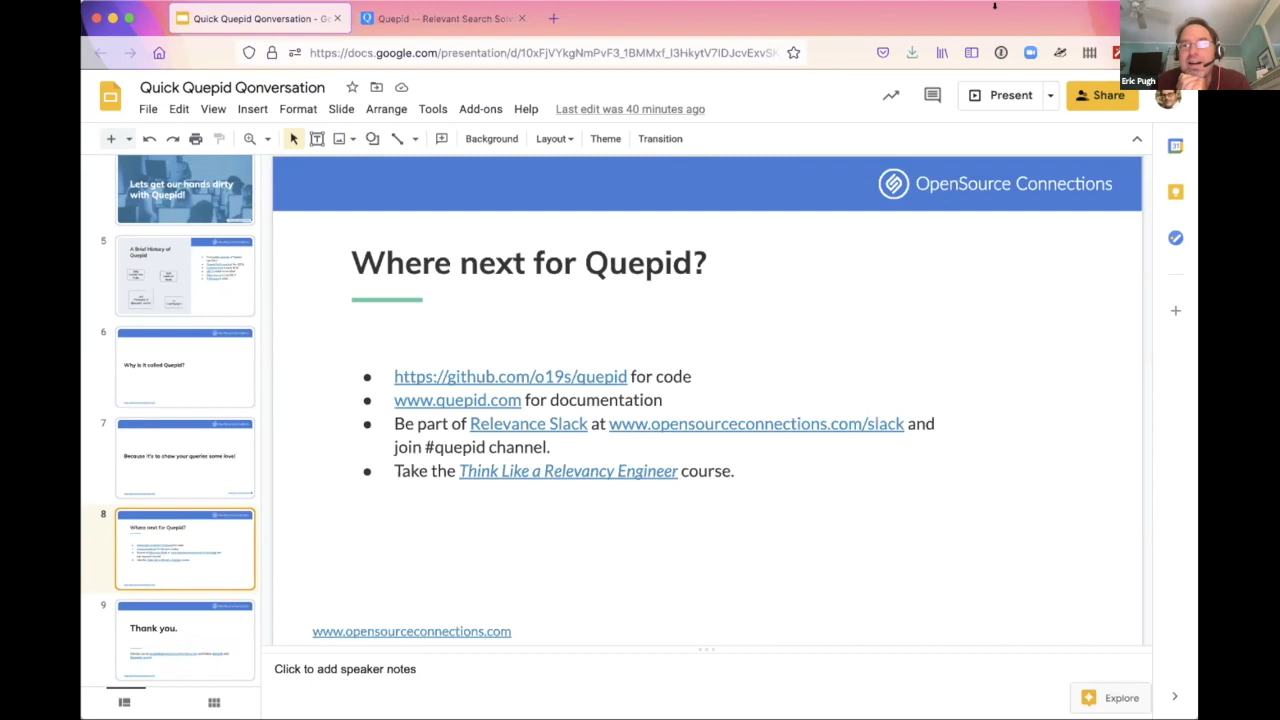 Quick Quepid Qonversation - Go
Quepid — Relevant Search Solv
https://docs.google.com/presentation/d/10xFjVYkgNmPvF3_1BMMxf_I3HkytV7lDJcvExvSK
Eric Pugh
Quick Quepid Qonversation
File Edit View Insert Format Slide Arrange Tools Add-ons Help Last edit was 40 minutes ago
Present
Share
Background Layout Theme Transition
Lets get our hands dirty
with Quepid!
5
A Brief History of
Quepid
6
Why is it called Quepid?
7
Because it's to show your queries some love!
8
Where next for Quepid?
9
Thank you.
OpenSource Connections
Where next for Quepid?
● https://github.com/o19s/quepid for code
● www.quepid.com for documentation
● Be part of Relevance Slack at www.opensourceconnections.com/slack and
join #quepid channel.
● Take the Think Like a Relevancy Engineer course.
www.opensourceconnections.com
Click to add speaker notes
Explore